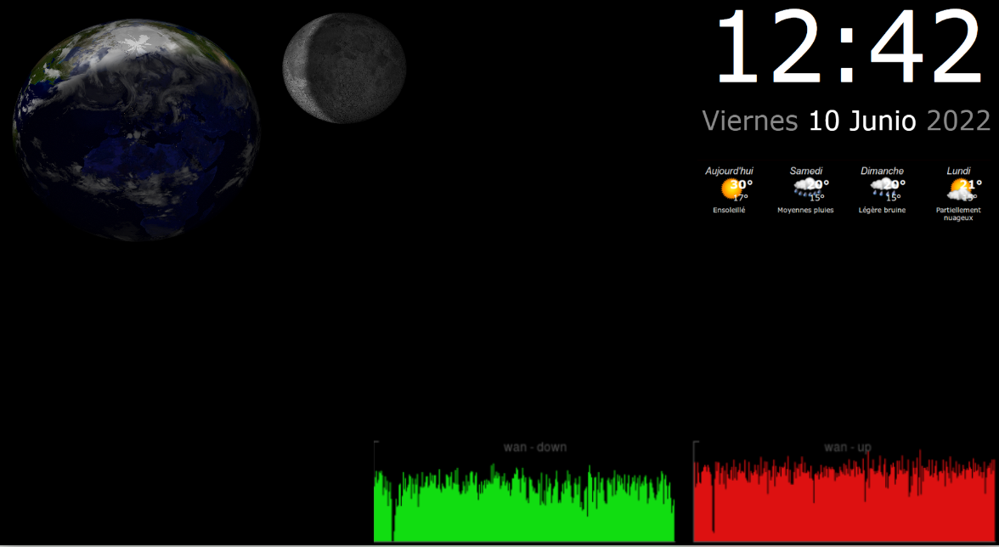 12:42
Viernes 10 Junio 2022
Aujourd'hui Samedi Dimanche Lundi
30° 20° 20° 21°
17° 15° 15° 15°
Ensoleillé Moyennes pluies Légère bruine Partiellement
nuageux
wan - down wan - up